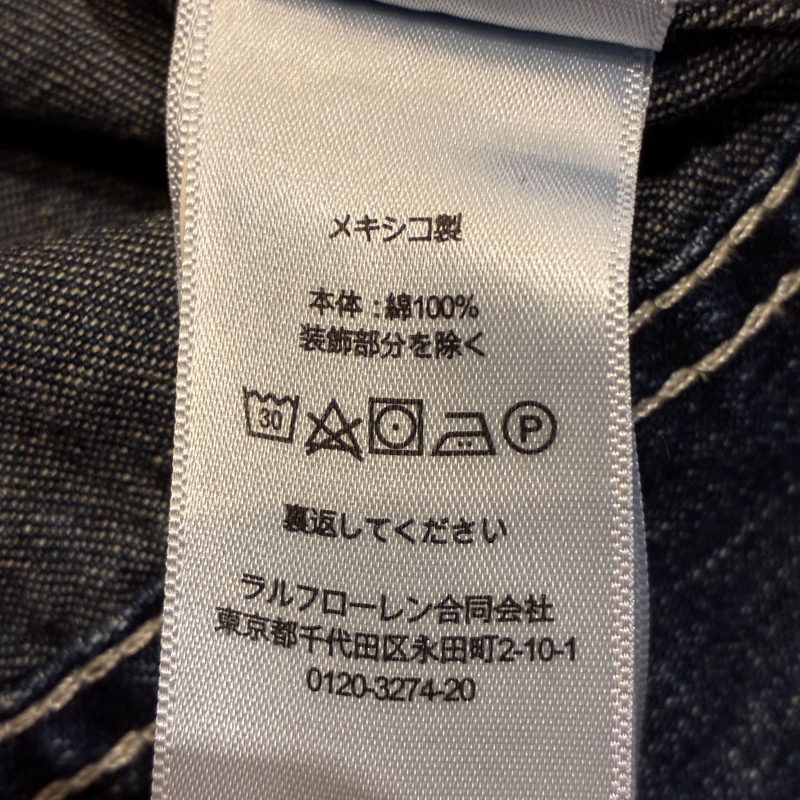 メキシコ製
本体 : 綿100%
装飾部分を除く
30
P
裏返してください
ラルフローレン合同会社
東京都千代田区永田町2-10-1
0120-3274-20